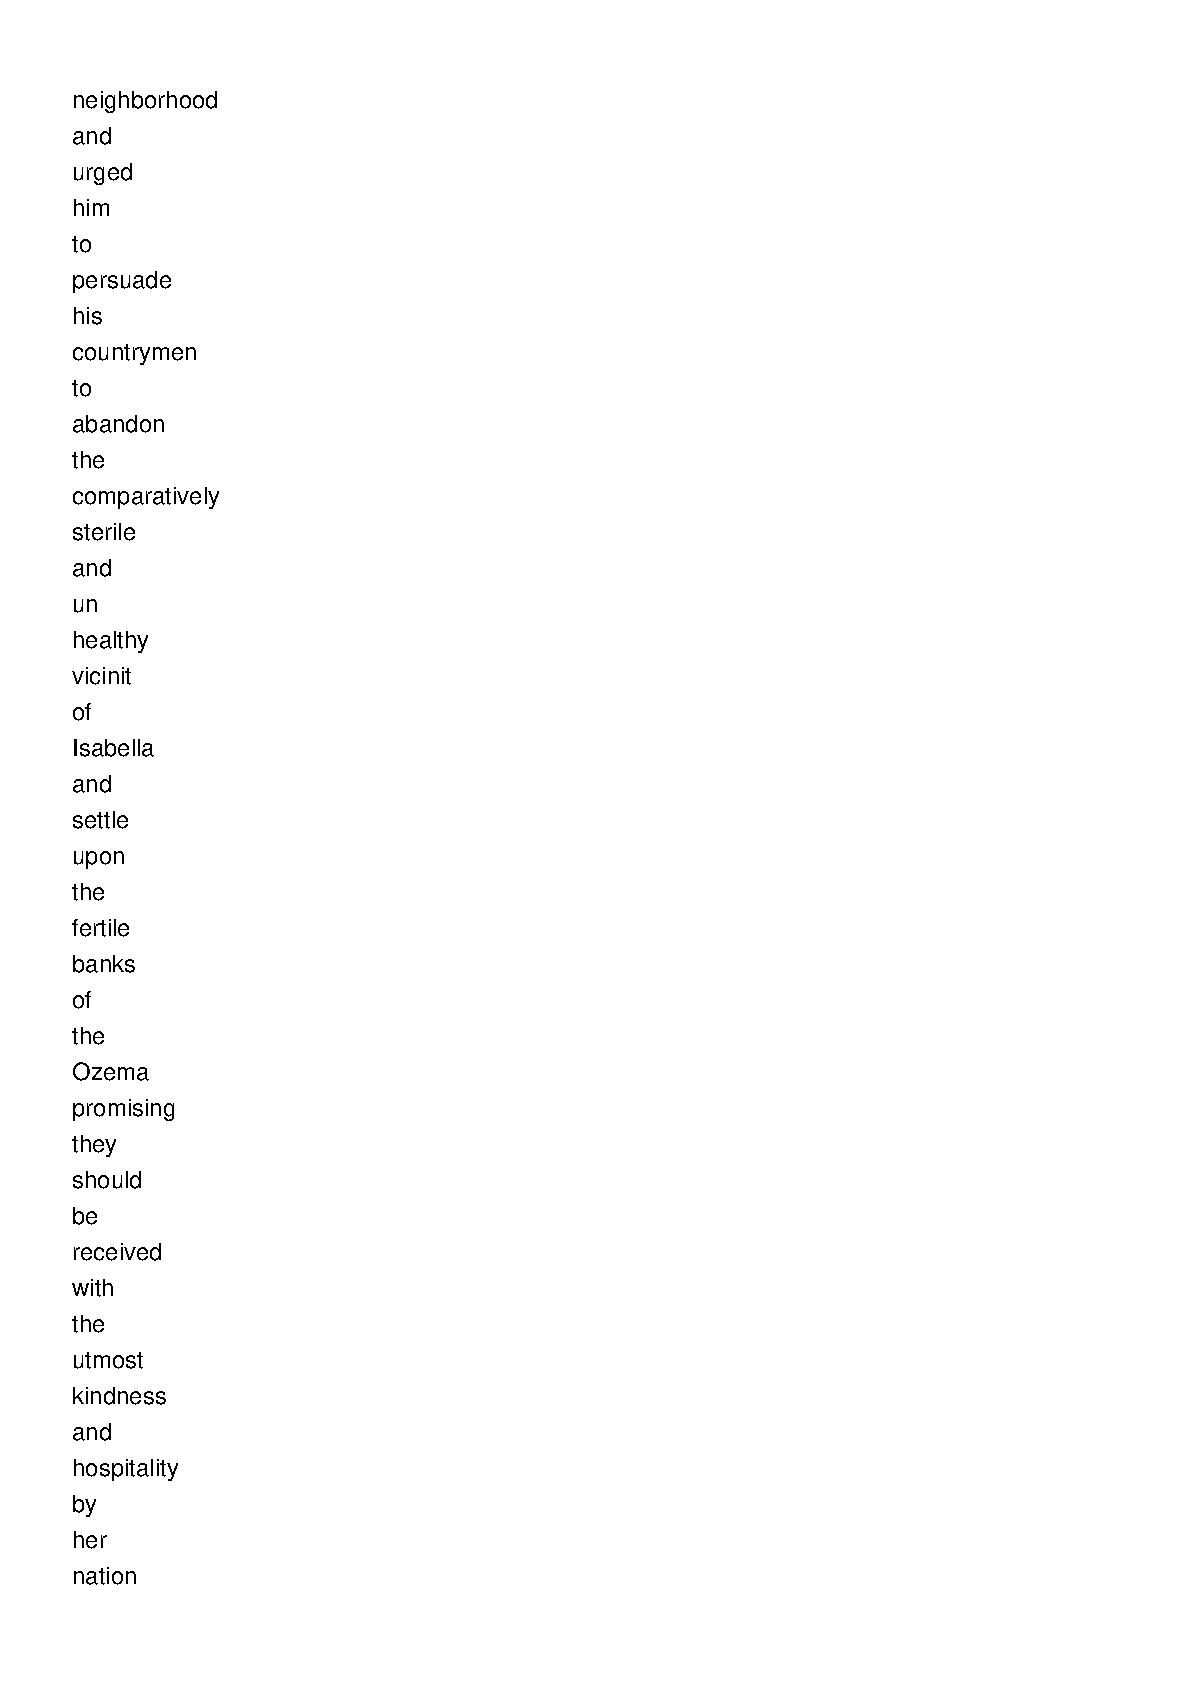 neighborhood
and
urged
him
to
persuade
his
countrymen
to
abandon
the
comparatively
sterile
and
un
healthy
vicinit
of
Isabella
and
settle
upon
the
fertile
banks
of
the
Ozema
promising
they
should
be
received
with
the
utmost
kindness
and
hospitality
by
her
nation